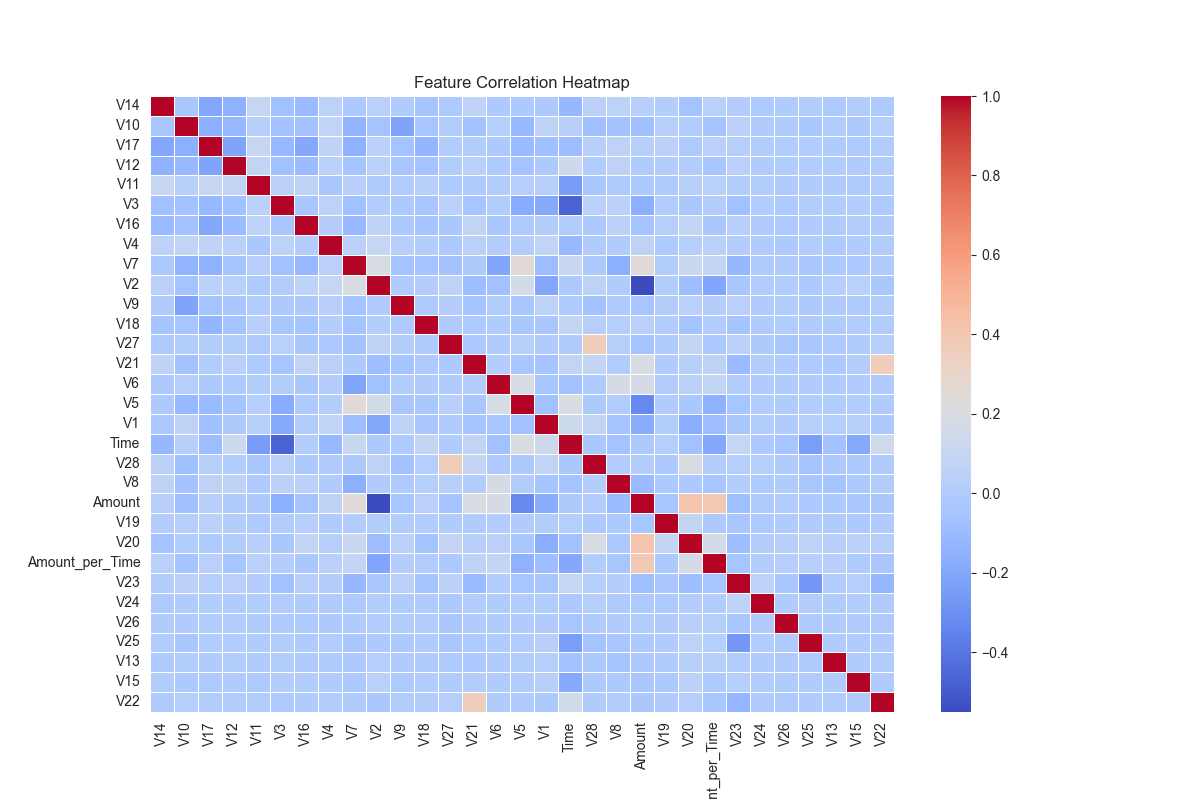 Feature Correlation Heatmap
V14
V10
V17
V12
V11
V3
V16
V4
V7
V2
V9
V18
V27
V21
V6
V5
V1
Time
V28
V8
Amount
V19
V20
Amount_per_Time
V23
V24
V26
V25
V13
V15
V22
V14
V10
V17
V12
V11
V3
V16
V4
V7
V2
V9
V18
V27
V21
V6
V5
V1
Time
V28
V8
Amount
V19
V20
nt_per_Time
V23
V24
V26
V25
V13
V15
V22
1.0
0.8
0.6
0.4
0.2
0.0
−0.2
−0.4